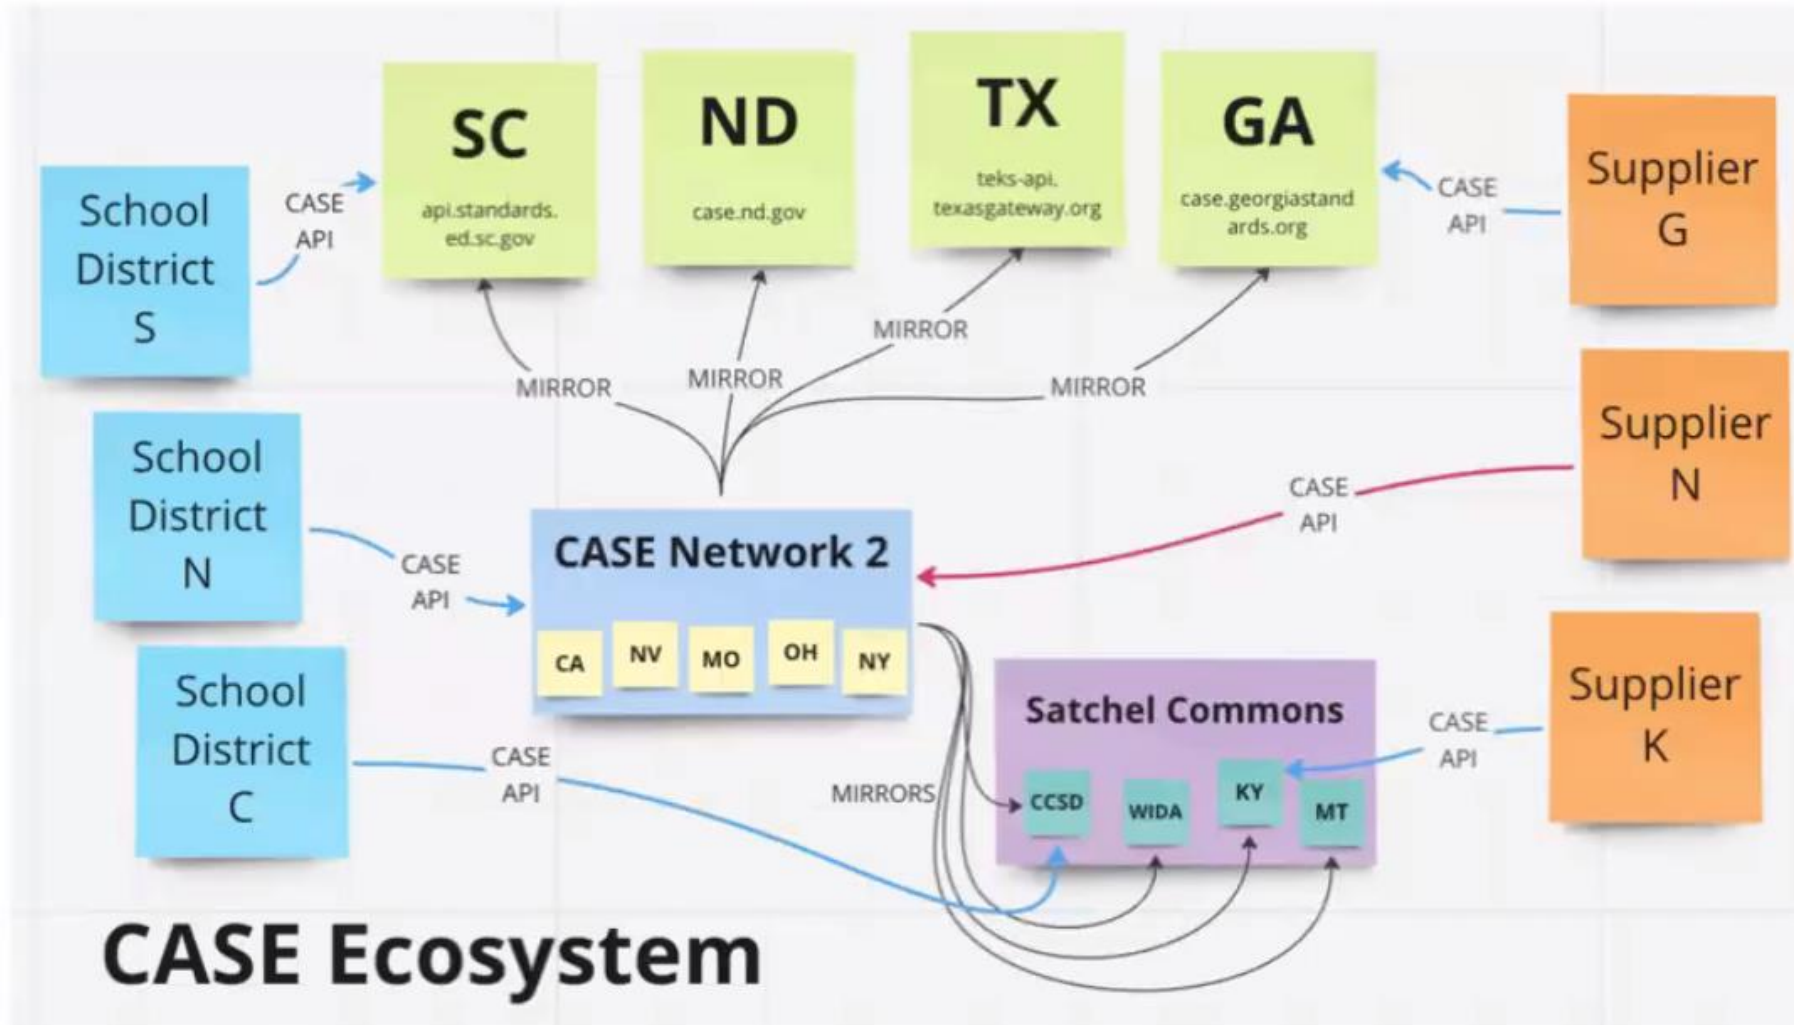 SC
api.standards.
ed.sc.gov
ND
case.nd.gov
TX
teks-api.
texasgateway.org
GA
case.georgiastand
ards.org
School
District
S
CASE
API
CASE
API
Supplier
G
MIRROR
MIRROR
MIRROR
MIRROR
School
District
N
CASE
API
CASE Network 2
CA
NV
MO
OH
NY
CASE
API
Supplier
N
School
District
C
CASE
API
MIRRORS
Satchel Commons
CCSD
WIDA
KY
MT
CASE
API
Supplier
K
CASE Ecosystem